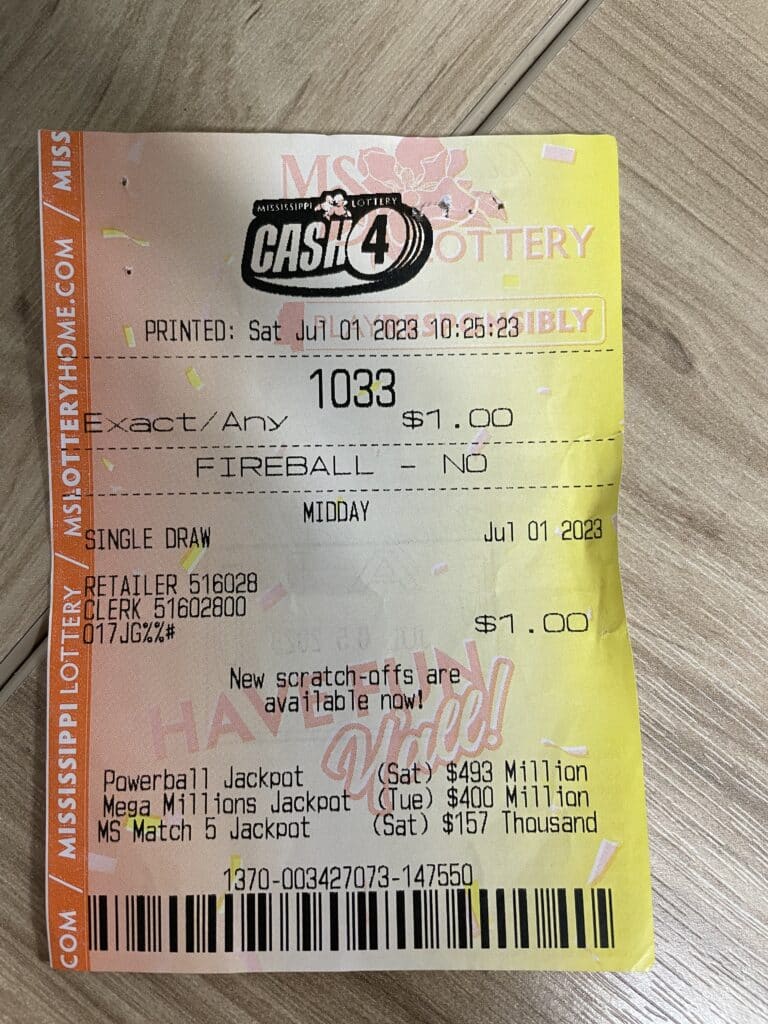 MS LOTTERY
MISSISSIPPI LOTTERY
CASH 4
PLAY RESPONSIBLY
PRINTED: Sat Jul 01 2023 10:25:23
1033
Exact/Any $1.00
FIREBALL - NO
MIDDAY
SINGLE DRAW Jul 01 2023
RETAILER 516028
CLERK 51602800
017JG%%# $1.00
New scratch-offs are
available now!
HAVE FUN
Y'all!
Powerball Jackpot (Sat) $493 Million
Mega Millions Jackpot (Tue) $400 Million
MS Match 5 Jackpot (Sat) $157 Thousand
1370-003427073-147550
COM / MISSISSIPPI LOTTERY / MSLOTTERYHOME.COM / MISS